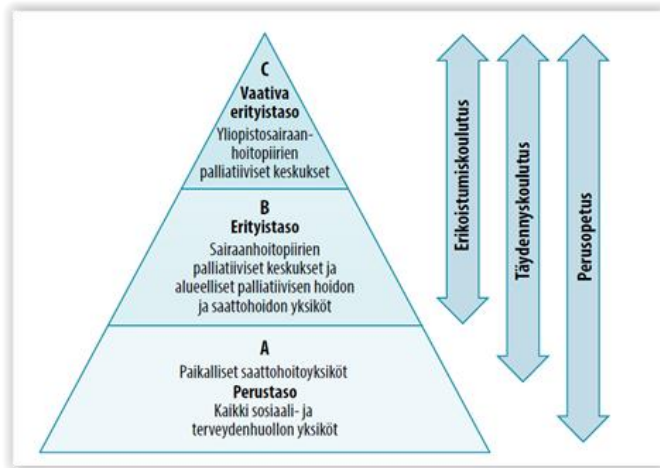 C
Vaativa
erityistaso
Yliopistosairaan-
hoitopiirien
palliatiiviset keskukset
B
Erityistaso
Sairaanhoitopiirien
palliatiiviset keskukset ja
alueelliset palliatiivisen hoidon
ja saattohoidon yksiköt
A
Paikalliset saattohoitoyksiköt
Perustaso
Kaikki sosiaali- ja
terveydenhuollon yksiköt
Erikoistumiskoulutus
Täydennyskoulutus
Perusopetus